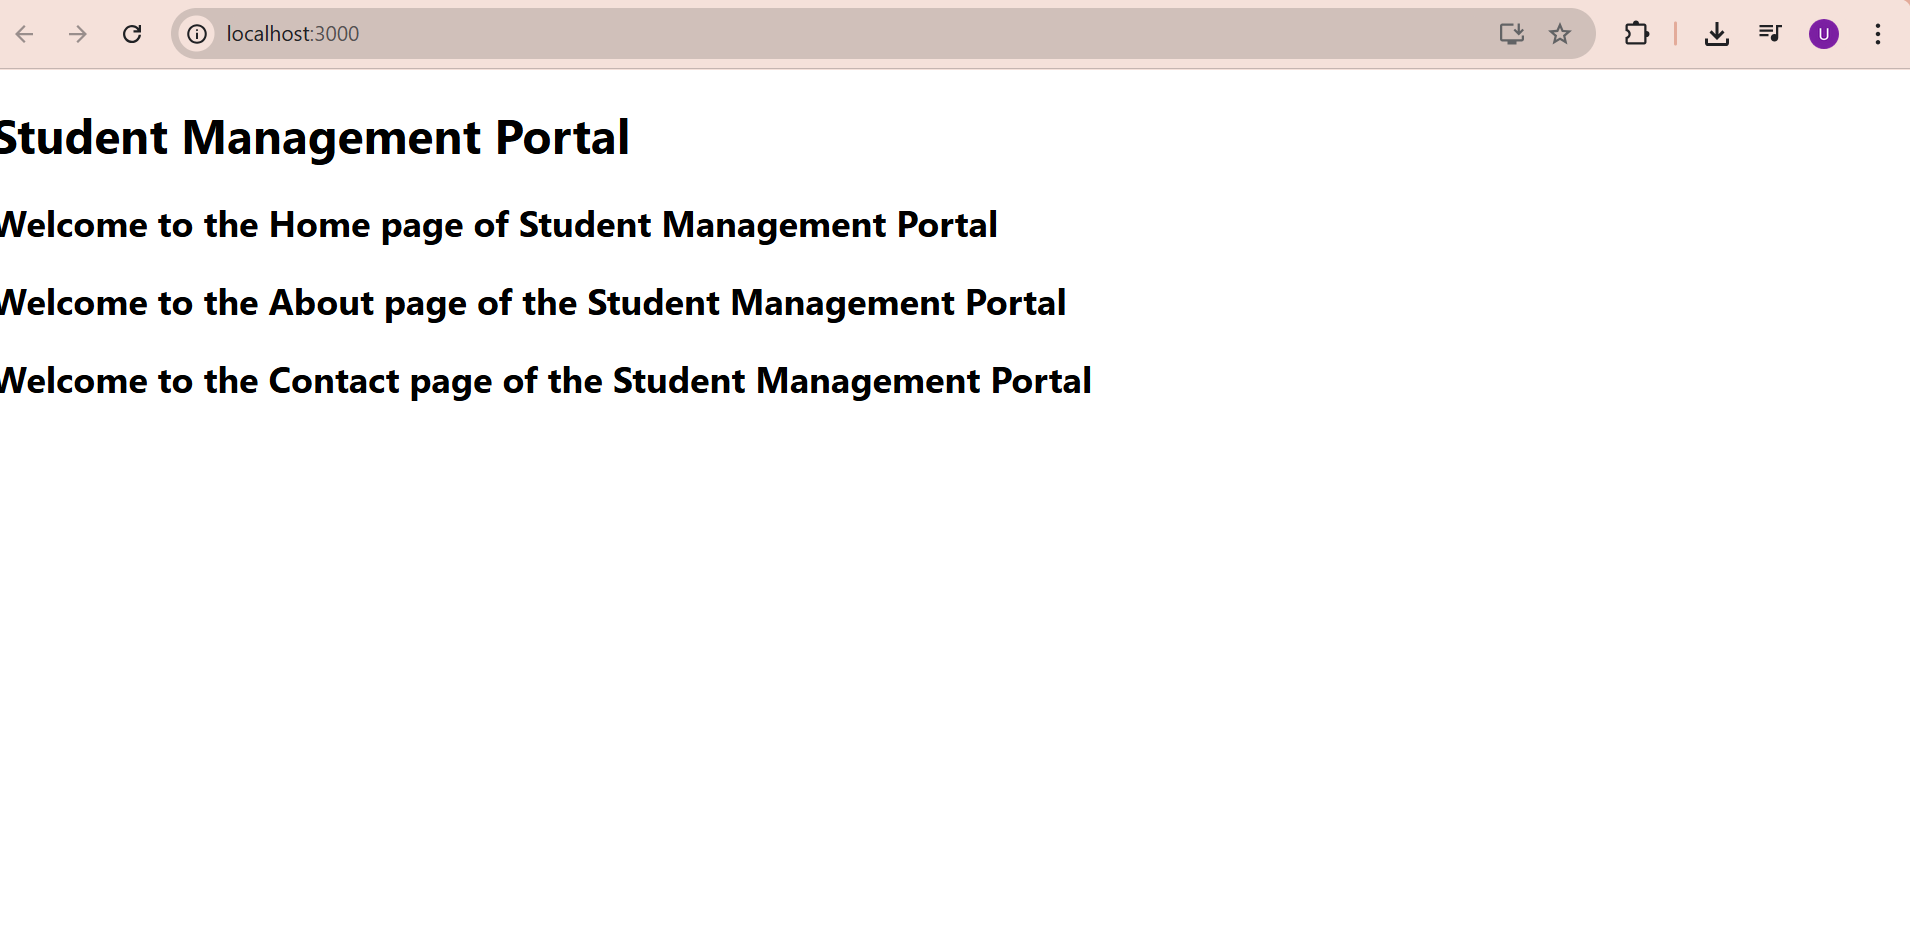 localhost:3000
U
Student Management Portal
Welcome to the Home page of Student Management Portal
Welcome to the About page of the Student Management Portal
Welcome to the Contact page of the Student Management Portal